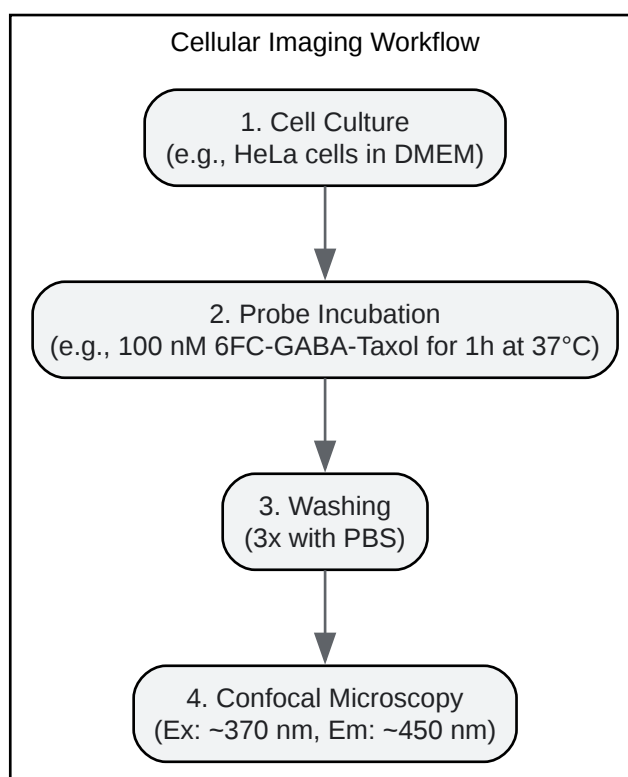 Cellular Imaging Workflow
1. Cell Culture
(e.g., HeLa cells in DMEM)
2. Probe Incubation
(e.g., 100 nM 6FC-GABA-Taxol for 1h at 37°C)
3. Washing
(3x with PBS)
4. Confocal Microscopy
(Ex: ~370 nm, Em: ~450 nm)